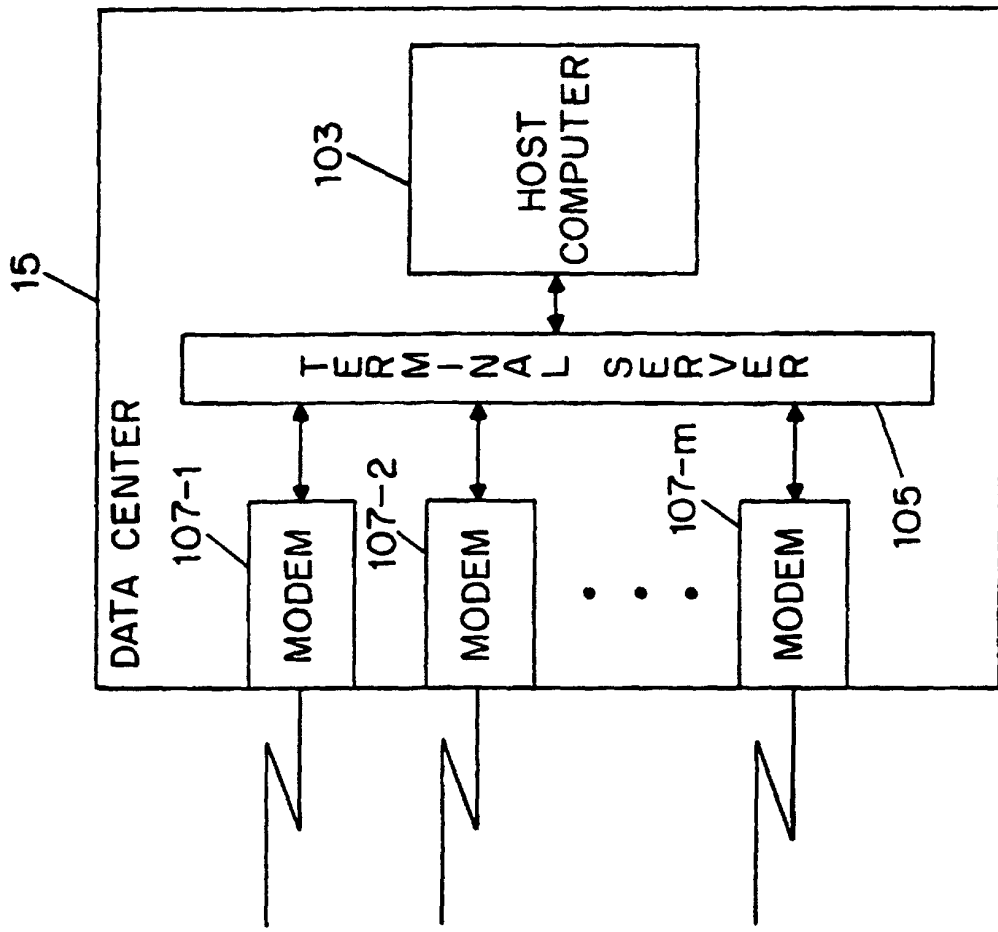 15
DATA CENTER
103
HOST
COMPUTER
TERMINAL SERVER
107-1
MODEM
107-2
MODEM
107-m
MODEM
105